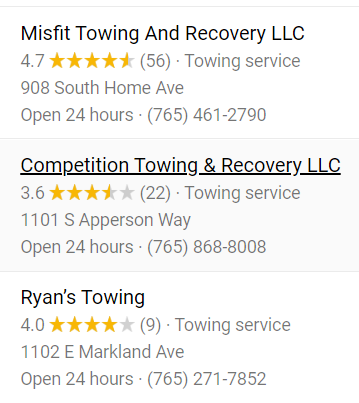 Misfit Towing And Recovery LLC
4.7 ★★★★★ (56) · Towing service
908 South Home Ave
Open 24 hours · (765) 461-2790
Competition Towing & Recovery LLC
3.6 ★★★★★ (22) · Towing service
1101 S Apperson Way
Open 24 hours · (765) 868-8008
Ryan’s Towing
4.0 ★★★★★ (9) · Towing service
1102 E Markland Ave
Open 24 hours · (765) 271-7852